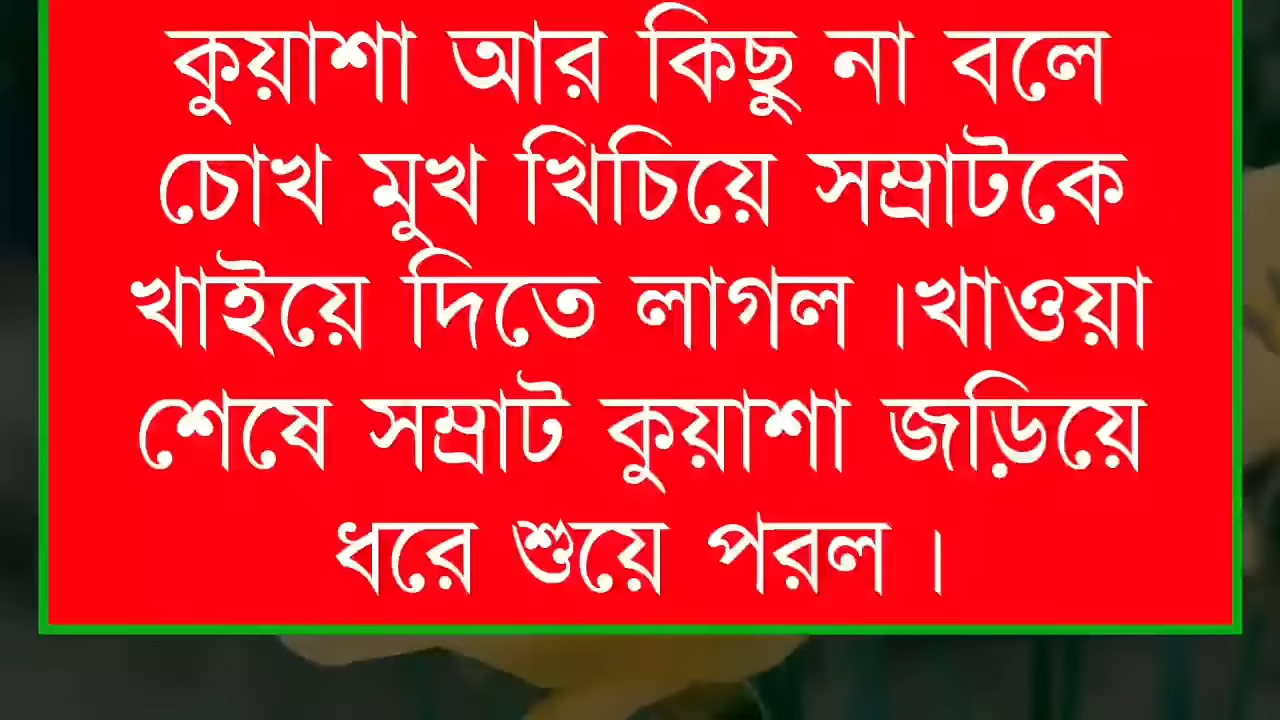 কুয়াশা আর কিছু না বলে
চোখ মুখ খিচিয়ে সম্রাটকে
খাইয়ে দিতে লাগল ।খাওয়া
শেষে সম্রাট কুয়াশা জড়িয়ে
ধরে শুয়ে পরল ।